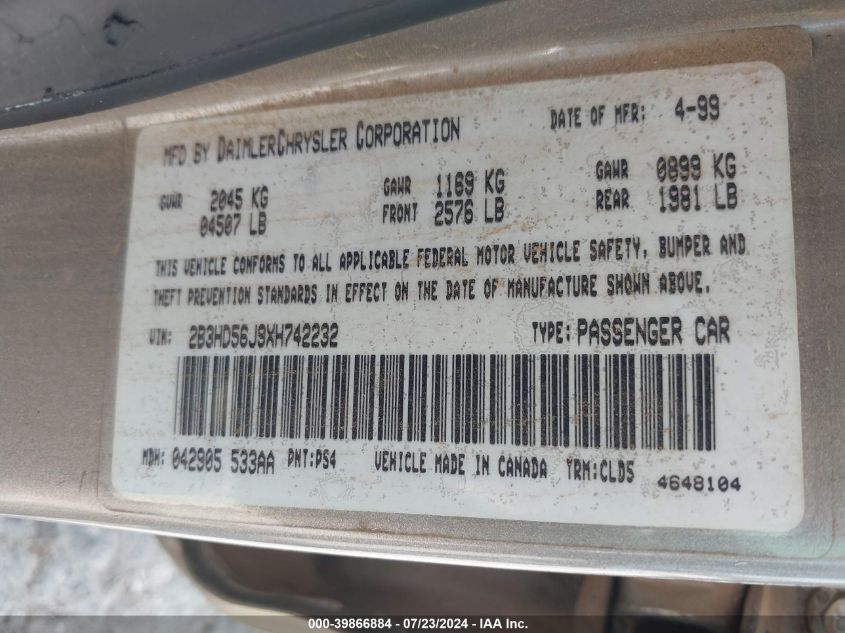 MFD BY DAIMLERCHRYSLER CORPORATION DATE OF MFR: 4-99
GVWR 2045 KG GAWR 1169 KG GAWR 0899 KG
04507 LB FRONT 2576 LB REAR 1981 LB
THIS VEHICLE CONFORMS TO ALL APPLICABLE FEDERAL MOTOR VEHICLE SAFETY, BUMPER AND
THEFT PREVENTION STANDARDS IN EFFECT ON THE DATE OF MANUFACTURE SHOWN ABOVE.
VIN: 2B3HD56J9XH742232 TYPE: PASSENGER CAR
MDH: 042905 533AA PNT:PS4 VEHICLE MADE IN CANADA TRM:CLD5 4648104
000-39866884 / 07/23/2024 - IAA Inc.